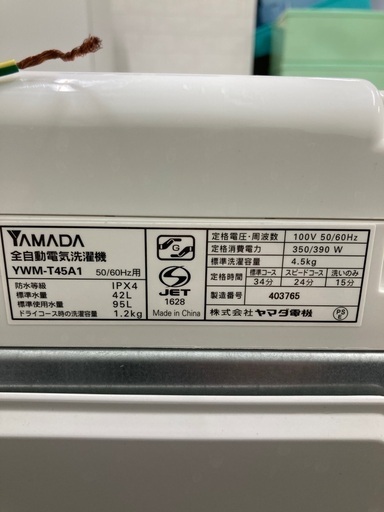 YAMADA
全自動電気洗濯機
YWM-T45A1 50/60Hz用
防水等級 IPX4
標準水量 42L
標準使用水量 95L
ドライコース時の洗濯容量 1.2kg
G
S
JET
1628
Made in China
定格電圧・周波数 100V 50/60Hz
定格消費電力 350/390 W
標準洗濯容量 4.5kg
定格時間 標準コース スピードコース 洗いのみ
34分 24分 15分
製造番号 403765
株式会社 ヤマダ電機
PS
E